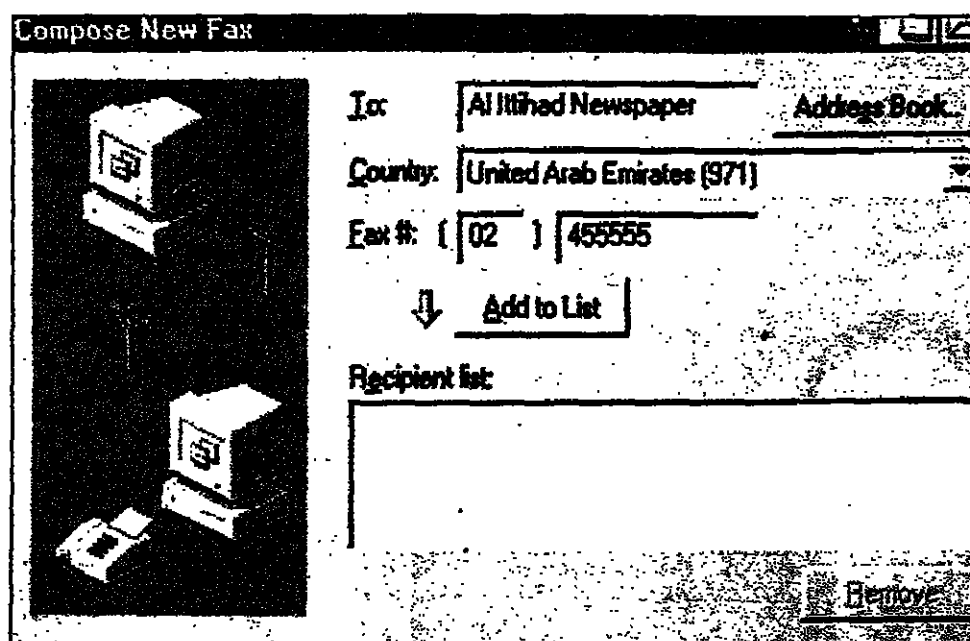 Compose New Fax
To: Al Ittihad Newspaper Address Book...
Country: United Arab Emirates (971)
Fax #: ( 02 ) 455555
Add to List
Recipient list:
Remove